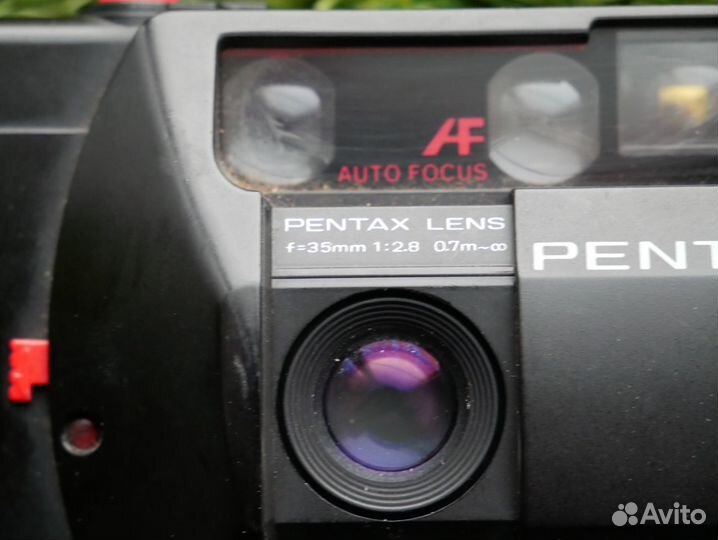 AF
AUTO FOCUS
PENTAX LENS
f=35mm 1:2.8 0.7m~∞
PENT
Avito